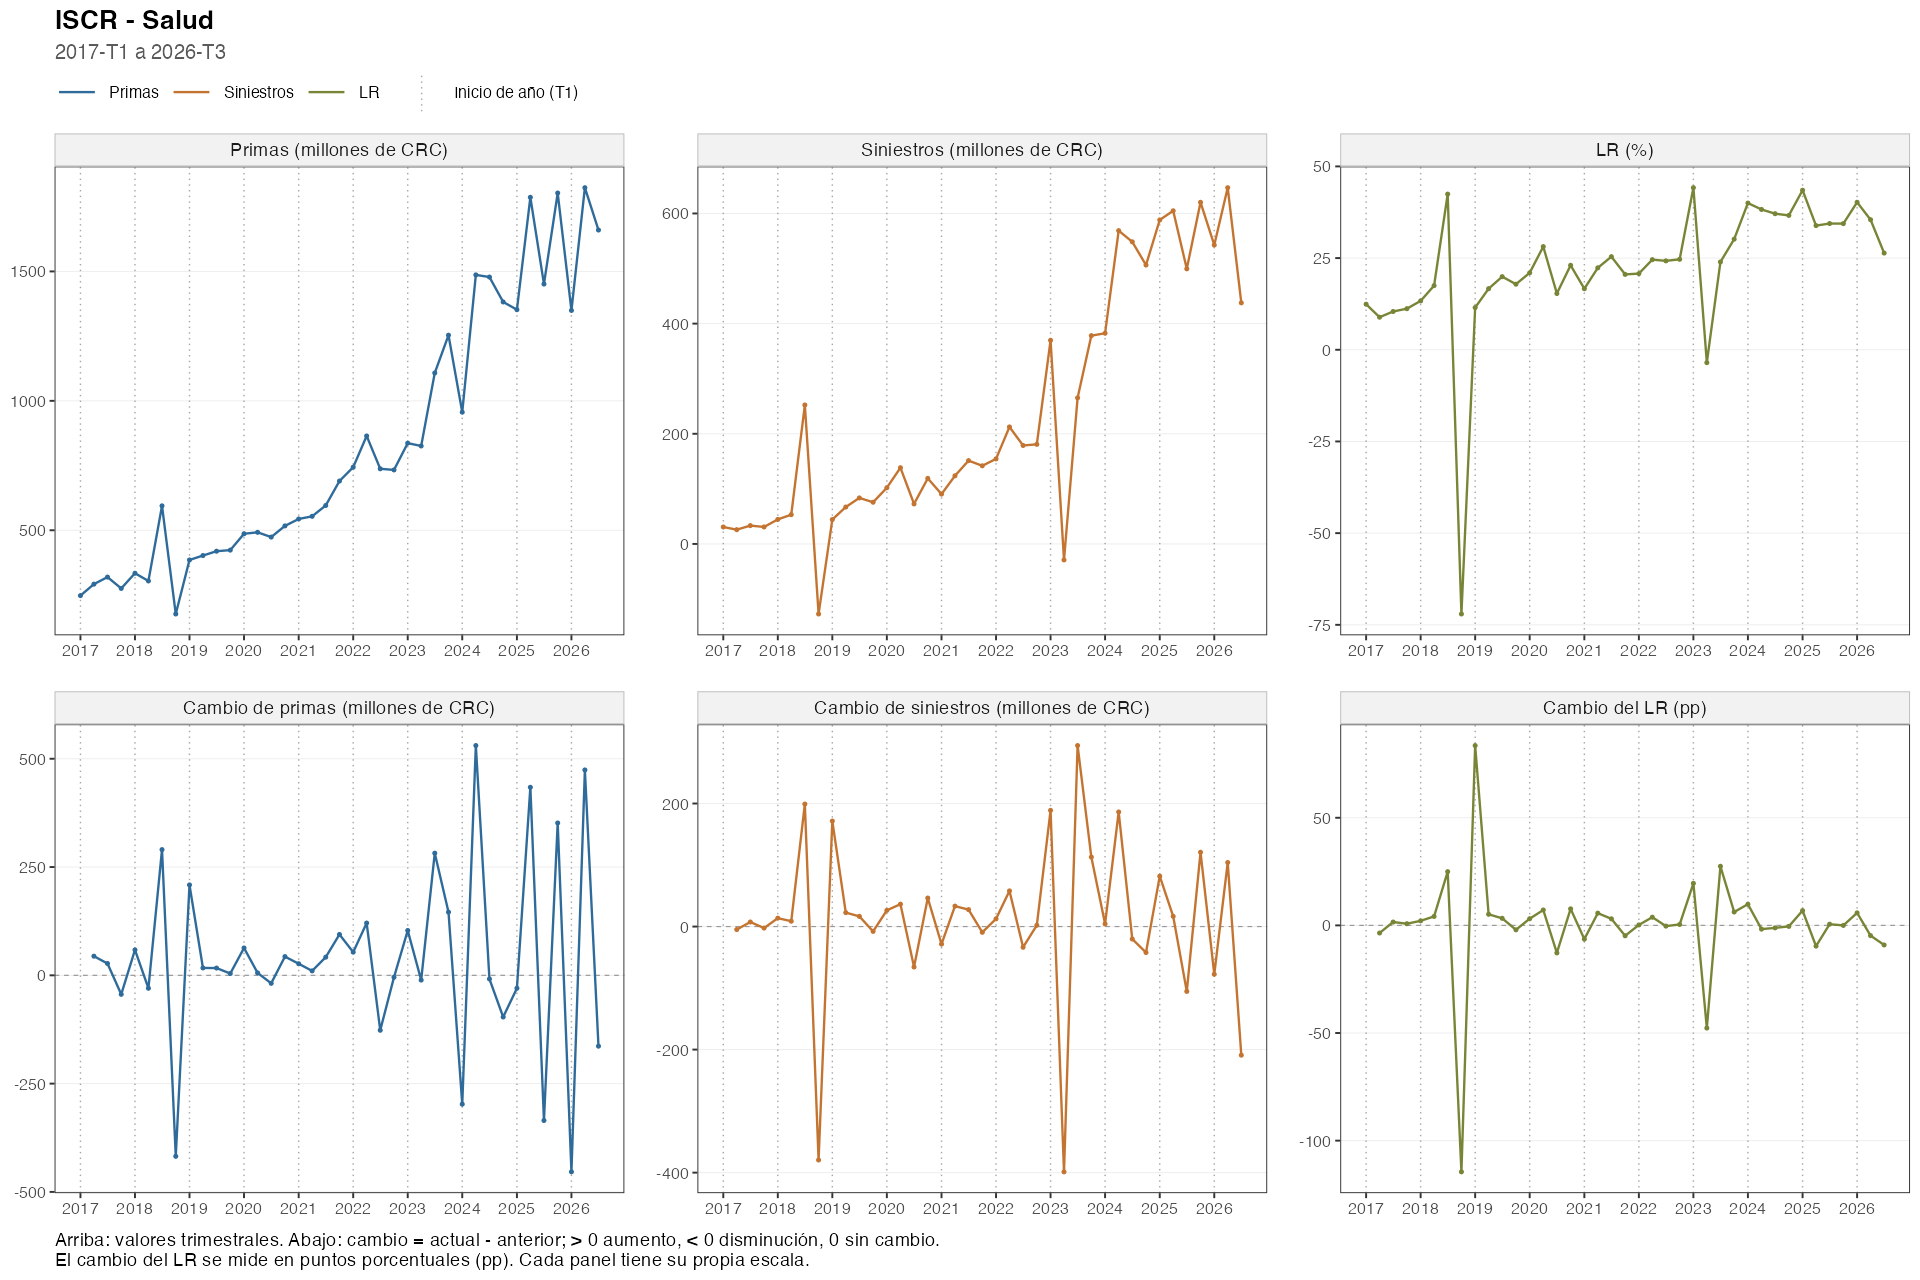 ISCR - Salud
2017-T1 a 2026-T3
Primas Siniestros LR Inicio de año (T1)
Primas (millones de CRC)
1500
1000
500
2017 2018 2019 2020 2021 2022 2023 2024 2025 2026
Siniestros (millones de CRC)
600
400
200
0
2017 2018 2019 2020 2021 2022 2023 2024 2025 2026
LR (%)
50
25
0
-25
-50
-75
2017 2018 2019 2020 2021 2022 2023 2024 2025 2026
Cambio de primas (millones de CRC)
500
250
0
-250
-500
2017 2018 2019 2020 2021 2022 2023 2024 2025 2026
Cambio de siniestros (millones de CRC)
200
0
-200
-400
2017 2018 2019 2020 2021 2022 2023 2024 2025 2026
Cambio del LR (pp)
50
0
-50
-100
2017 2018 2019 2020 2021 2022 2023 2024 2025 2026
Arriba: valores trimestrales. Abajo: cambio = actual - anterior; > 0 aumento, < 0 disminución, 0 sin cambio.
El cambio del LR se mide en puntos porcentuales (pp). Cada panel tiene su propia escala.